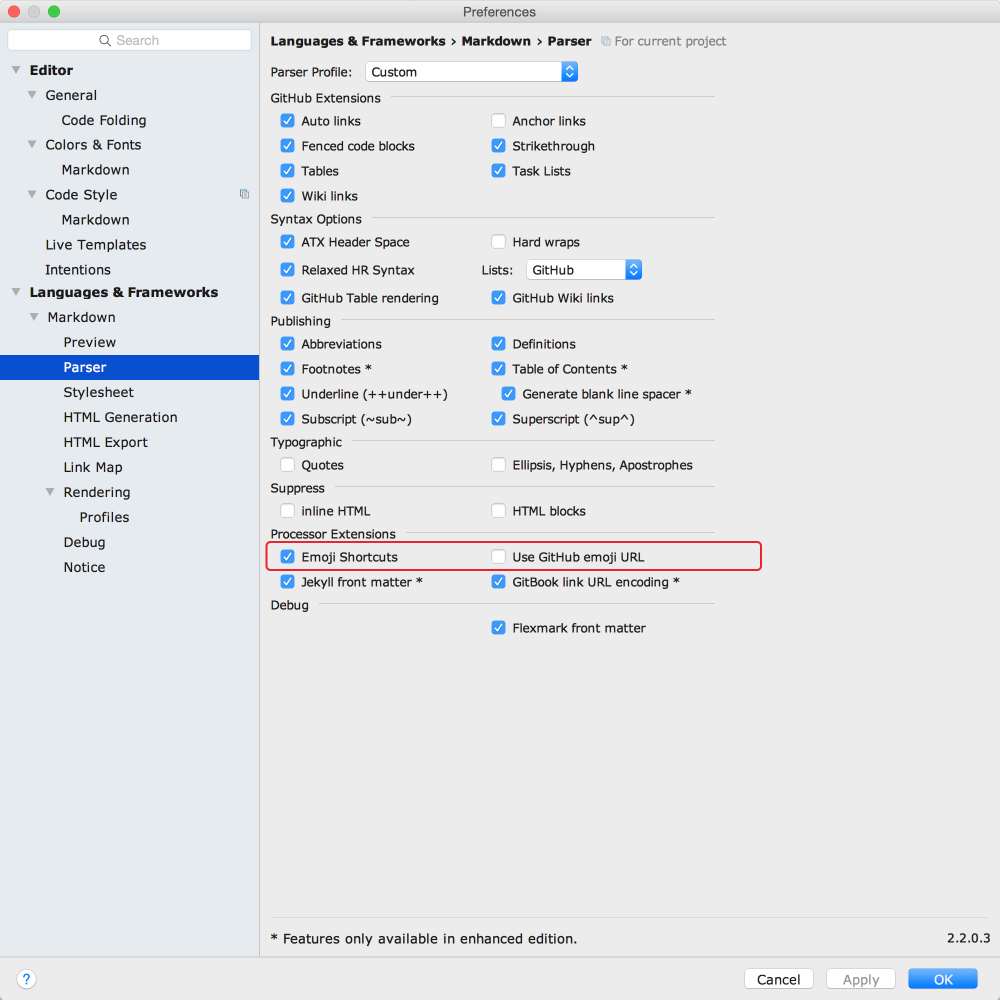 Preferences
Search
Editor
General
Code Folding
Colors & Fonts
Markdown
Code Style
Markdown
Live Templates
Intentions
Languages & Frameworks
Markdown
Preview
Parser
Stylesheet
HTML Generation
HTML Export
Link Map
Rendering
Profiles
Debug
Notice
Languages & Frameworks › Markdown › Parser For current project
Parser Profile: Custom
GitHub Extensions
Auto links Anchor links
Fenced code blocks Strikethrough
Tables Task Lists
Wiki links
Syntax Options
ATX Header Space Hard wraps
Relaxed HR Syntax Lists: GitHub
GitHub Table rendering GitHub Wiki links
Publishing
Abbreviations Definitions
Footnotes * Table of Contents *
Underline (++under++) Generate blank line spacer *
Subscript (~sub~) Superscript (^sup^)
Typographic
Quotes Ellipsis, Hyphens, Apostrophes
Suppress
inline HTML HTML blocks
Processor Extensions
Emoji Shortcuts Use GitHub emoji URL
Jekyll front matter * GitBook link URL encoding *
Debug
Flexmark front matter
* Features only available in enhanced edition. 2.2.0.3
? Cancel Apply OK